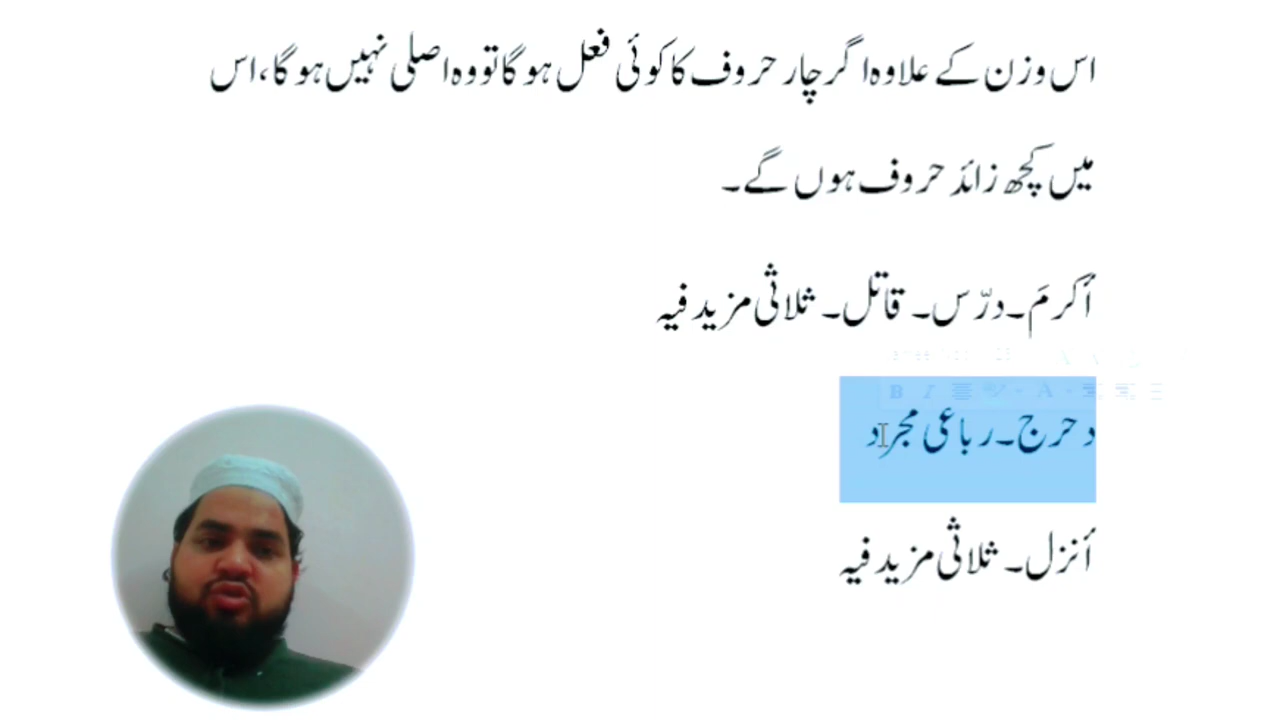 اس وزن کے علاوہ اگر چار حروف کا کوئی فعل ہو گا تو وہ اصلی نہیں ہو گا، اس
میں کچھ زائد حروف ہوں گے۔
أکرمَ۔ درّس۔ قاتل۔ ثلاثی مزید فیہ
دحرج۔ رباعی مجرد
أنزل۔ ثلاثی مزید فیہ